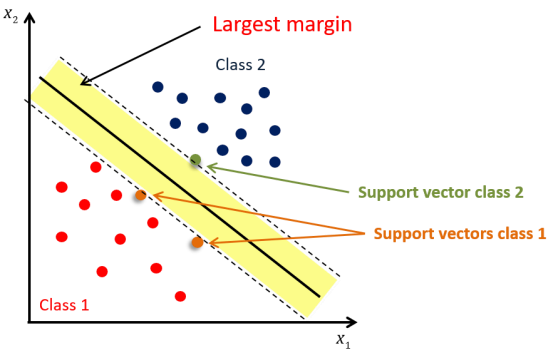 X2
Largest margin
Class 2
Support vector class 2
Support vectors class 1
Class 1
X1